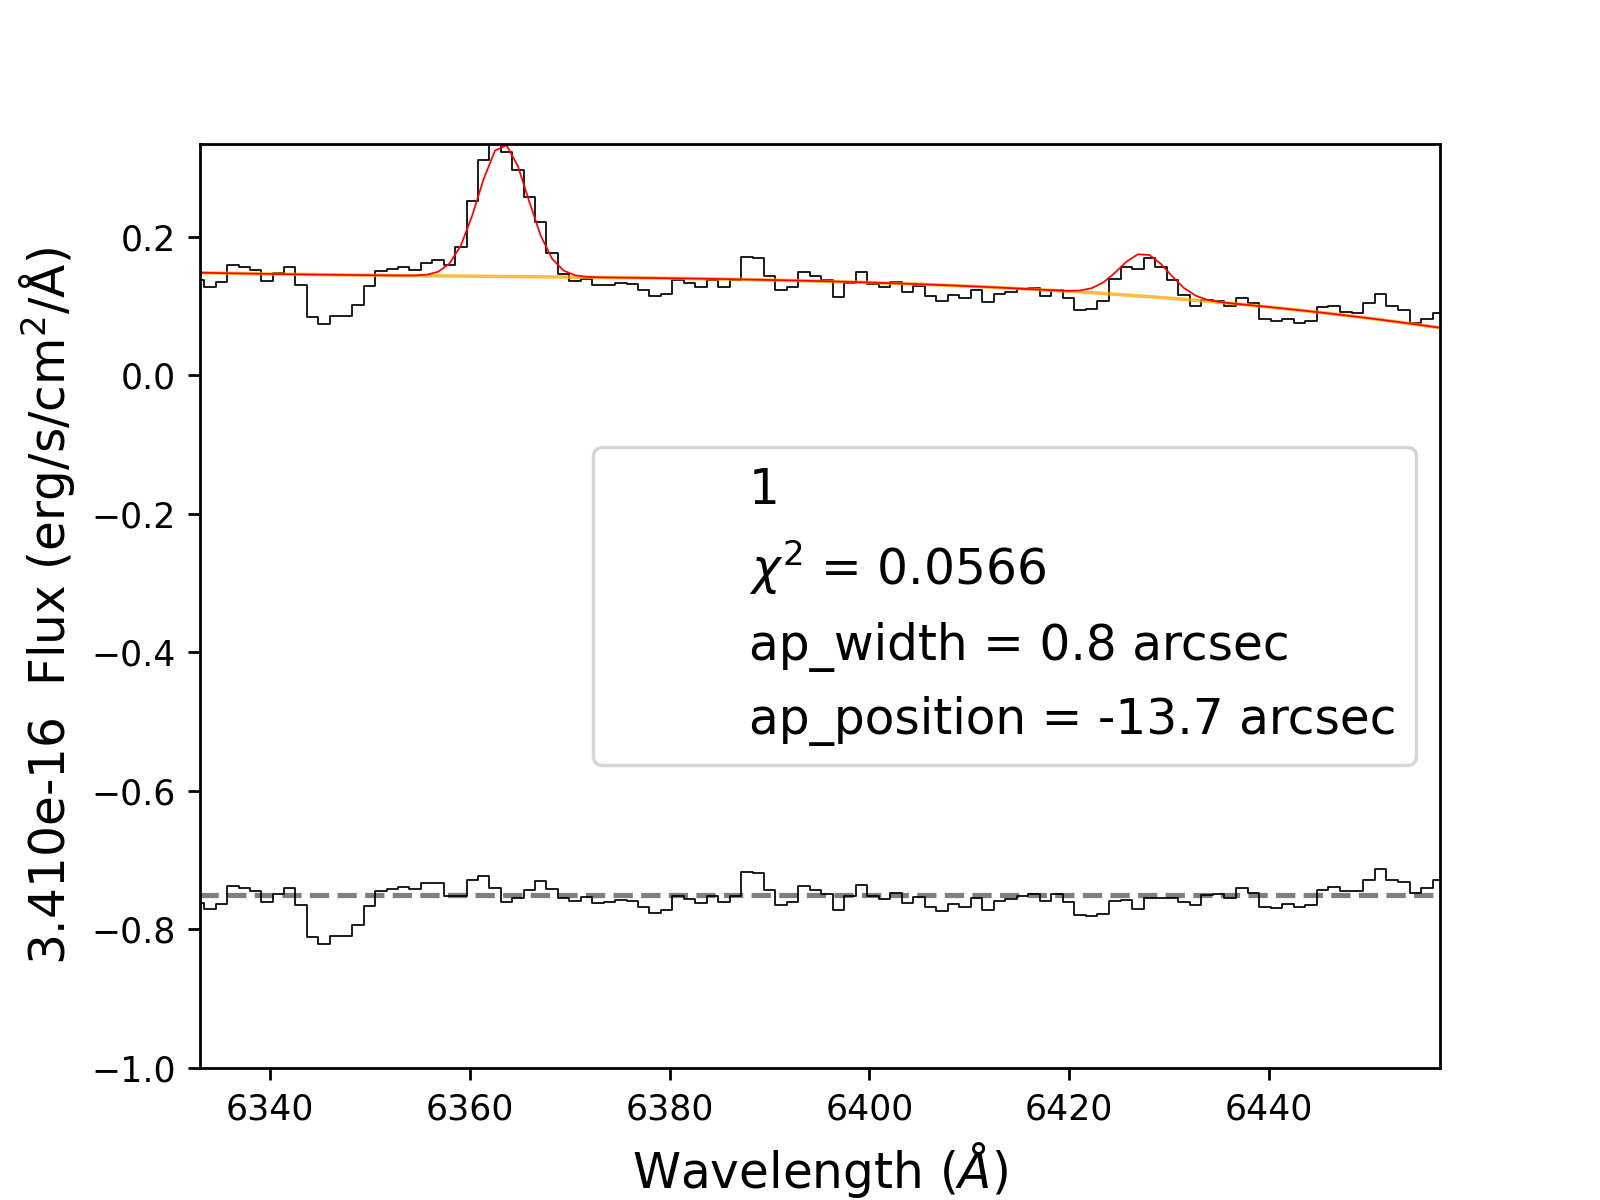 3.410e-16 Flux (erg/s/cm²/Å)
0.2
0.0
−0.2
−0.4
−0.6
−0.8
−1.0
1
χ² = 0.0566
ap_width = 0.8 arcsec
ap_position = -13.7 arcsec
6340 6360 6380 6400 6420 6440
Wavelength (Å)